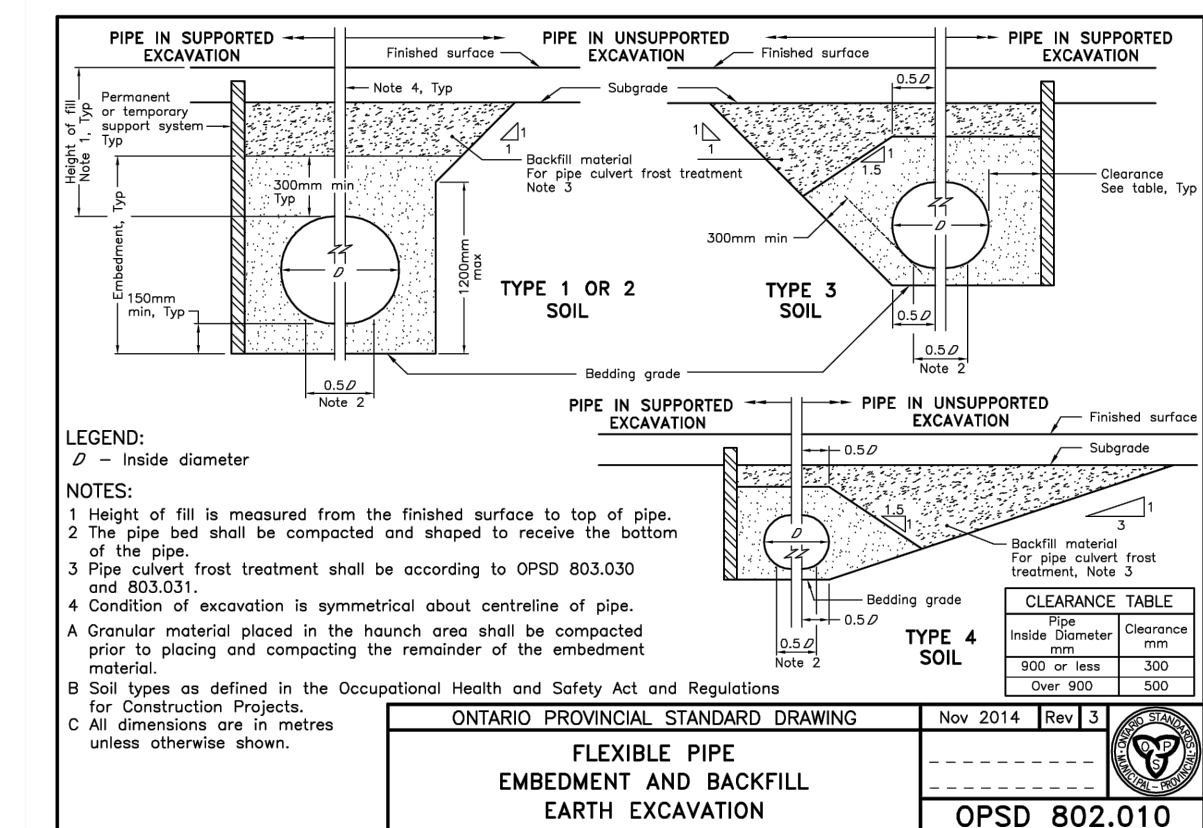 PIPE IN SUPPORTED
EXCAVATION
PIPE IN UNSUPPORTED
EXCAVATION
PIPE IN SUPPORTED
EXCAVATION
Finished surface
Finished surface
Height of fill
Note 1, Typ
Permanent
or temporary
support system
Typ
Note 4, Typ
Subgrade
0.5D
1
1
1
1
Backfill material
For pipe culvert frost treatment
Note 3
1
1.5
Clearance
See table, Typ
Embedment, Typ
300mm min
Typ
300mm min
D
D
1200mm
max
150mm
min, Typ
TYPE 1 OR 2
SOIL
TYPE 3
SOIL
0.5D
0.5D
Note 2
Bedding grade
0.5D
Note 2
PIPE IN SUPPORTED
EXCAVATION
PIPE IN UNSUPPORTED
EXCAVATION
Finished surface
Subgrade
0.5D
1.5
1
1
3
D
Backfill material
For pipe culvert frost
treatment, Note 3
Bedding grade
0.5D
0.5D
Note 2
TYPE 4
SOIL
LEGEND:
D – Inside diameter
NOTES:
1 Height of fill is measured from the finished surface to top of pipe.
2 The pipe bed shall be compacted and shaped to receive the bottom
of the pipe.
3 Pipe culvert frost treatment shall be according to OPSD 803.030
and 803.031.
4 Condition of excavation is symmetrical about centreline of pipe.
A Granular material placed in the haunch area shall be compacted
prior to placing and compacting the remainder of the embedment
material.
B Soil types as defined in the Occupational Health and Safety Act and Regulations
for Construction Projects.
C All dimensions are in metres
unless otherwise shown.
CLEARANCE TABLE
Pipe
Inside Diameter
mm
Clearance
mm
900 or less 300
Over 900 500
ONTARIO PROVINCIAL STANDARD DRAWING
Nov 2014 Rev 3
FLEXIBLE PIPE
EMBEDMENT AND BACKFILL
EARTH EXCAVATION
ONTARIO STANDARDS
MUNICIPAL – PROVINCIAL
O P S
OPSD 802.010